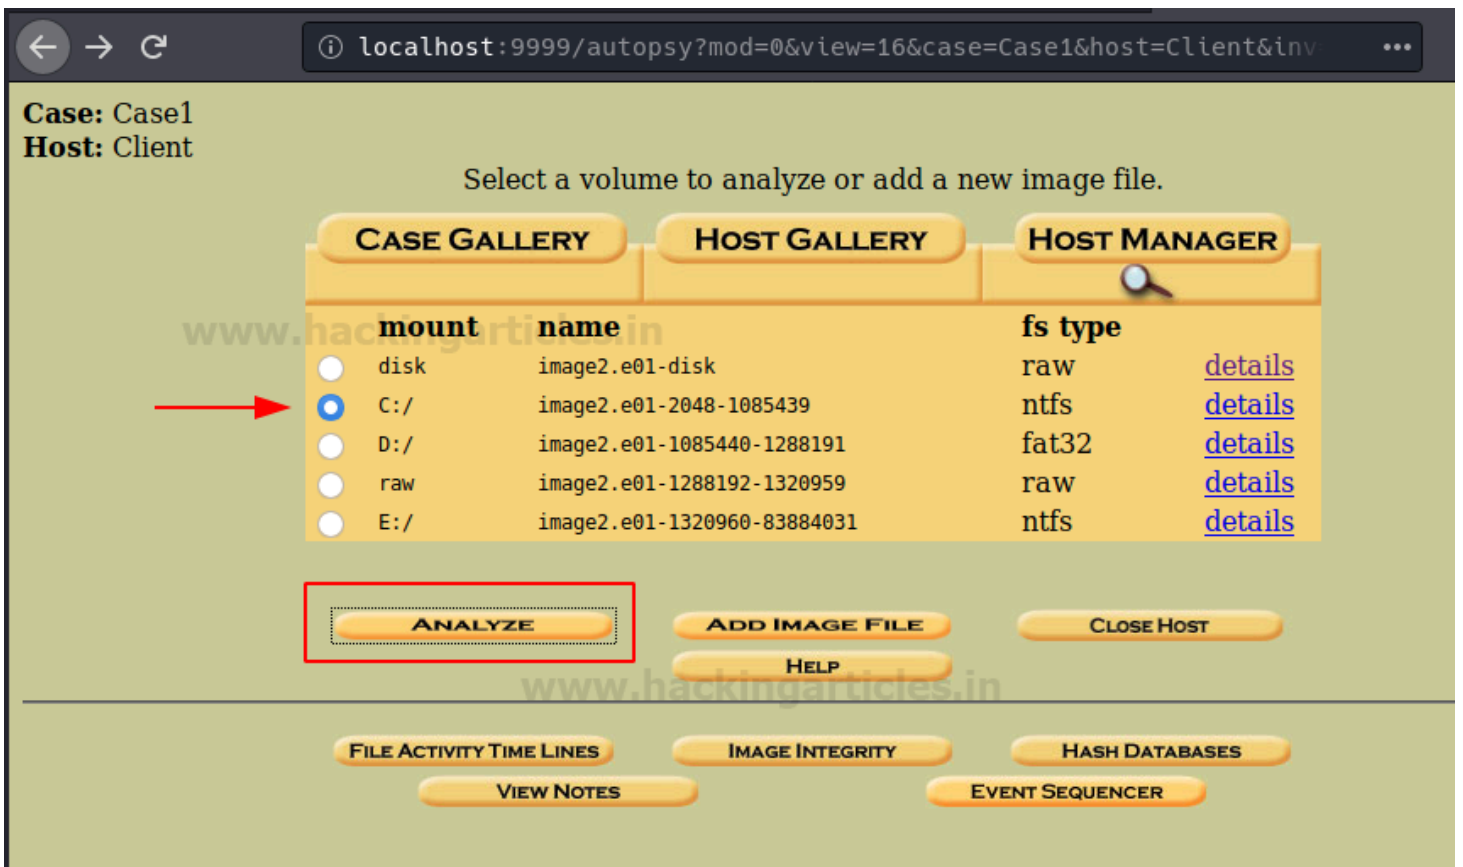 localhost:9999/autopsy?mod=0&view=16&case=Case1&host=Client&inv
Case: Case1
Host: Client
Select a volume to analyze or add a new image file.
CASE GALLERY HOST GALLERY HOST MANAGER
www.hackingarticles.in
mount name fs type
disk image2.e01-disk raw details
C:/ image2.e01-2048-1085439 ntfs details
D:/ image2.e01-1085440-1288191 fat32 details
raw image2.e01-1288192-1320959 raw details
E:/ image2.e01-1320960-83884031 ntfs details
ANALYZE ADD IMAGE FILE CLOSE HOST
HELP
www.hackingarticles.in
FILE ACTIVITY TIME LINES IMAGE INTEGRITY HASH DATABASES
VIEW NOTES EVENT SEQUENCER